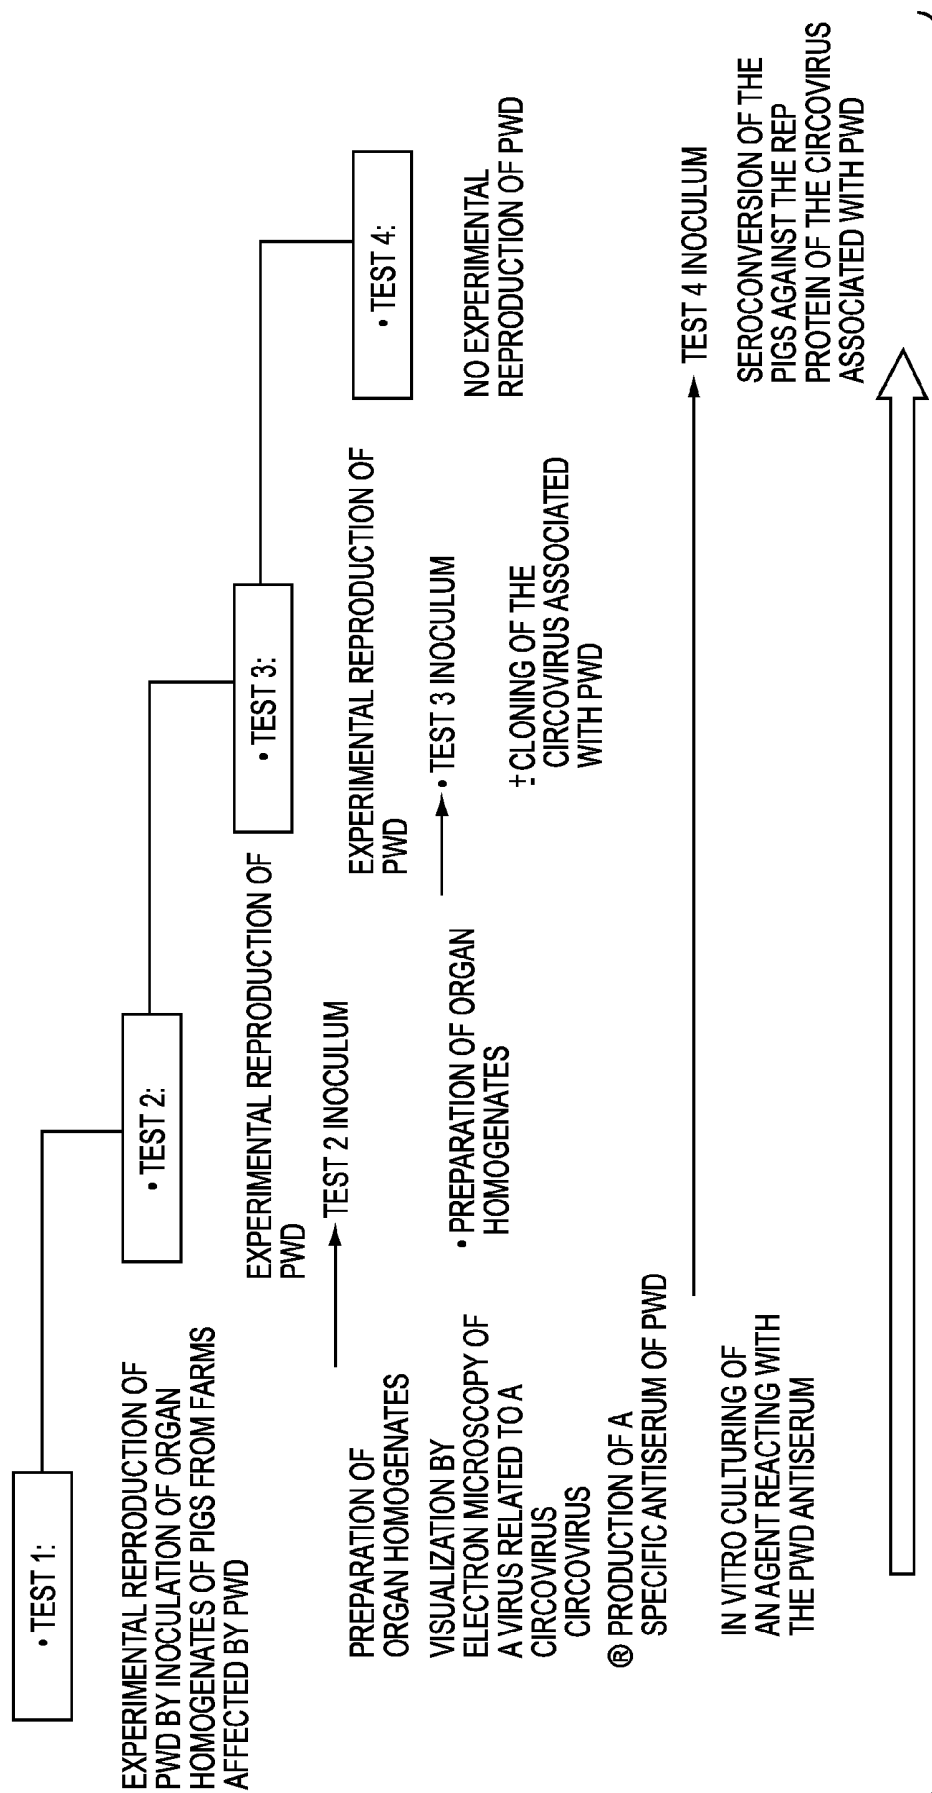 • TEST 1:
EXPERIMENTAL REPRODUCTION OF
PWD BY INOCULATION OF ORGAN
HOMOGENATES OF PIGS FROM FARMS
AFFECTED BY PWD
PREPARATION OF
ORGAN HOMOGENATES
VISUALIZATION BY
ELECTRON MICROSCOPY OF
A VIRUS RELATED TO A
CIRCOVIRUS
CIRCOVIRUS
® PRODUCTION OF A
SPECIFIC ANTISERUM OF PWD
IN VITRO CULTURING OF
AN AGENT REACTING WITH
THE PWD ANTISERUM
• TEST 2:
EXPERIMENTAL REPRODUCTION OF
PWD
TEST 2 INOCULUM
• PREPARATION OF ORGAN
HOMOGENATES
• TEST 3:
EXPERIMENTAL REPRODUCTION OF
PWD
• TEST 3 INOCULUM
± CLONING OF THE
CIRCOVIRUS ASSOCIATED
WITH PWD
• TEST 4:
NO EXPERIMENTAL
REPRODUCTION OF PWD
TEST 4 INOCULUM
SEROCONVERSION OF THE
PIGS AGAINST THE REP
PROTEIN OF THE CIRCOVIRUS
ASSOCIATED WITH PWD